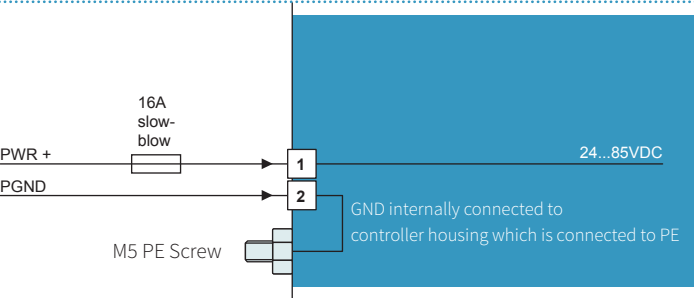 16A
slow-
blow
PWR +
1
24...85VDC
PGND
2
GND internally connected to
controller housing which is connected to PE
M5 PE Screw